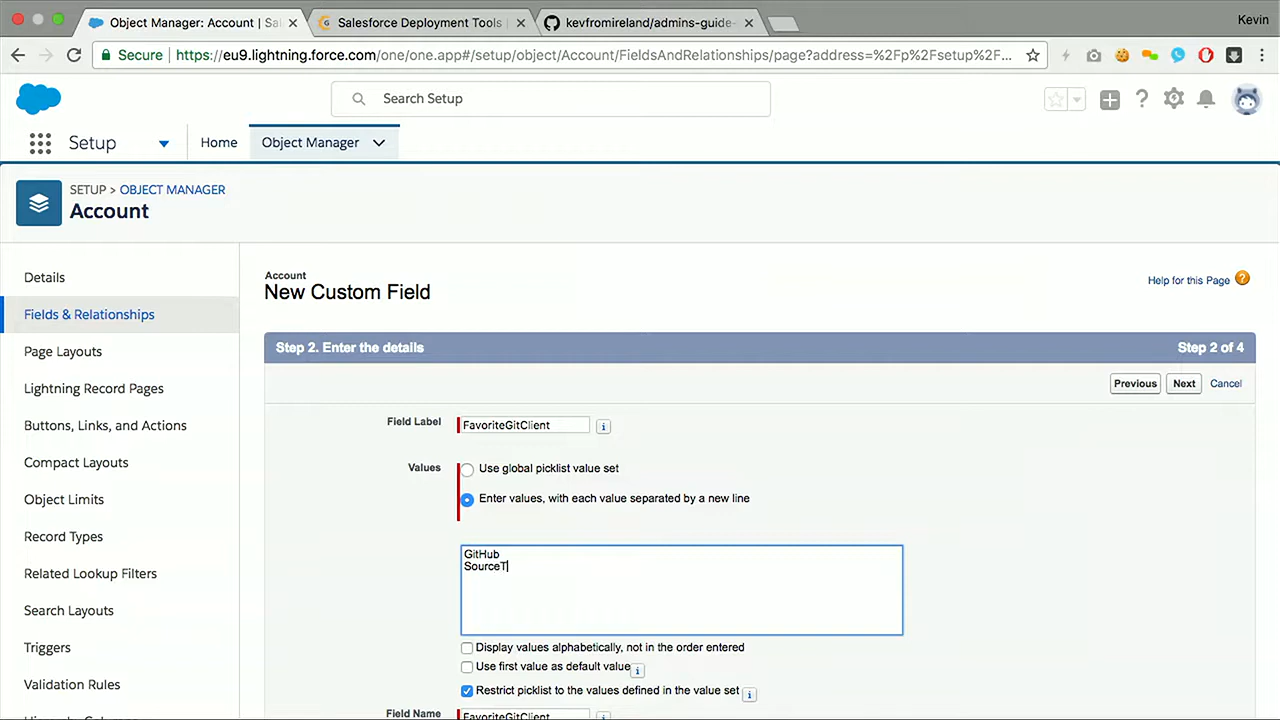 Object Manager: Account | Sal
Salesforce Deployment Tools |
kevfromireland/admins-guide-
Kevin
Secure
https://eu9.lightning.force.com/one/one.app#/setup/object/Account/FieldsAndRelationships/page?address=%2Fp%2Fsetup%2F...
Search Setup
Setup
Home
Object Manager
SETUP > OBJECT MANAGER
Account
Details
Fields & Relationships
Page Layouts
Lightning Record Pages
Buttons, Links, and Actions
Compact Layouts
Object Limits
Record Types
Related Lookup Filters
Search Layouts
Triggers
Validation Rules
Account
New Custom Field
Help for this Page
Step 2. Enter the details
Step 2 of 4
Previous
Next
Cancel
Field Label
FavoriteGitClient
Values
Use global picklist value set
Enter values, with each value separated by a new line
GitHub
SourceT
Display values alphabetically, not in the order entered
Use first value as default value
Restrict picklist to the values defined in the value set
Field Name
FavoriteGitClient